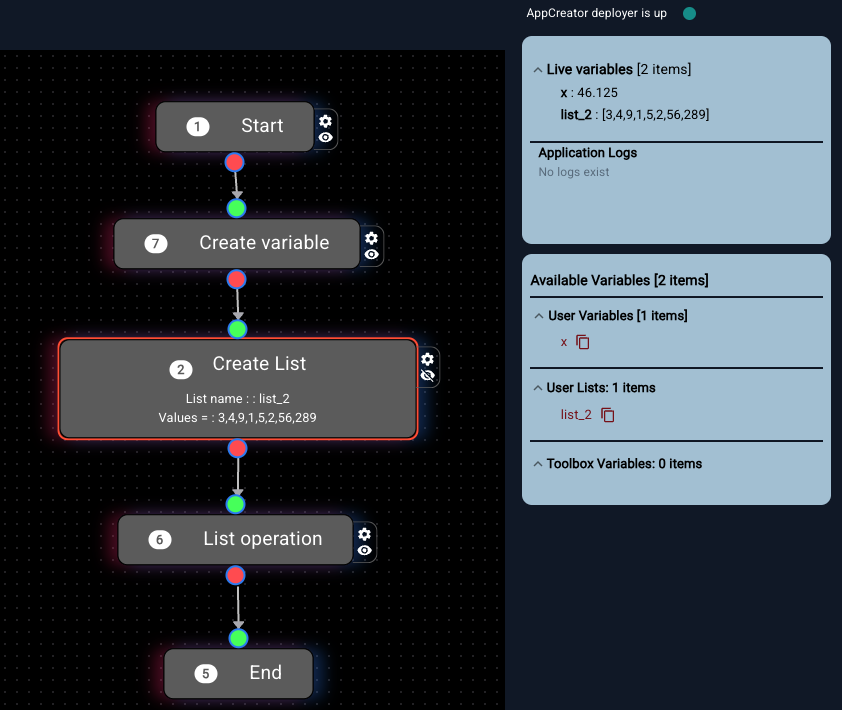 AppCreator deployer is up
1 Start
7 Create variable
2 Create List
List name : : list_2
Values = : 3,4,9,1,5,2,56,289
6 List operation
5 End
Live variables [2 items]
x : 46.125
list_2 : [3,4,9,1,5,2,56,289]
Application Logs
No logs exist
Available Variables [2 items]
User Variables [1 items]
x
User Lists: 1 items
list_2
Toolbox Variables: 0 items